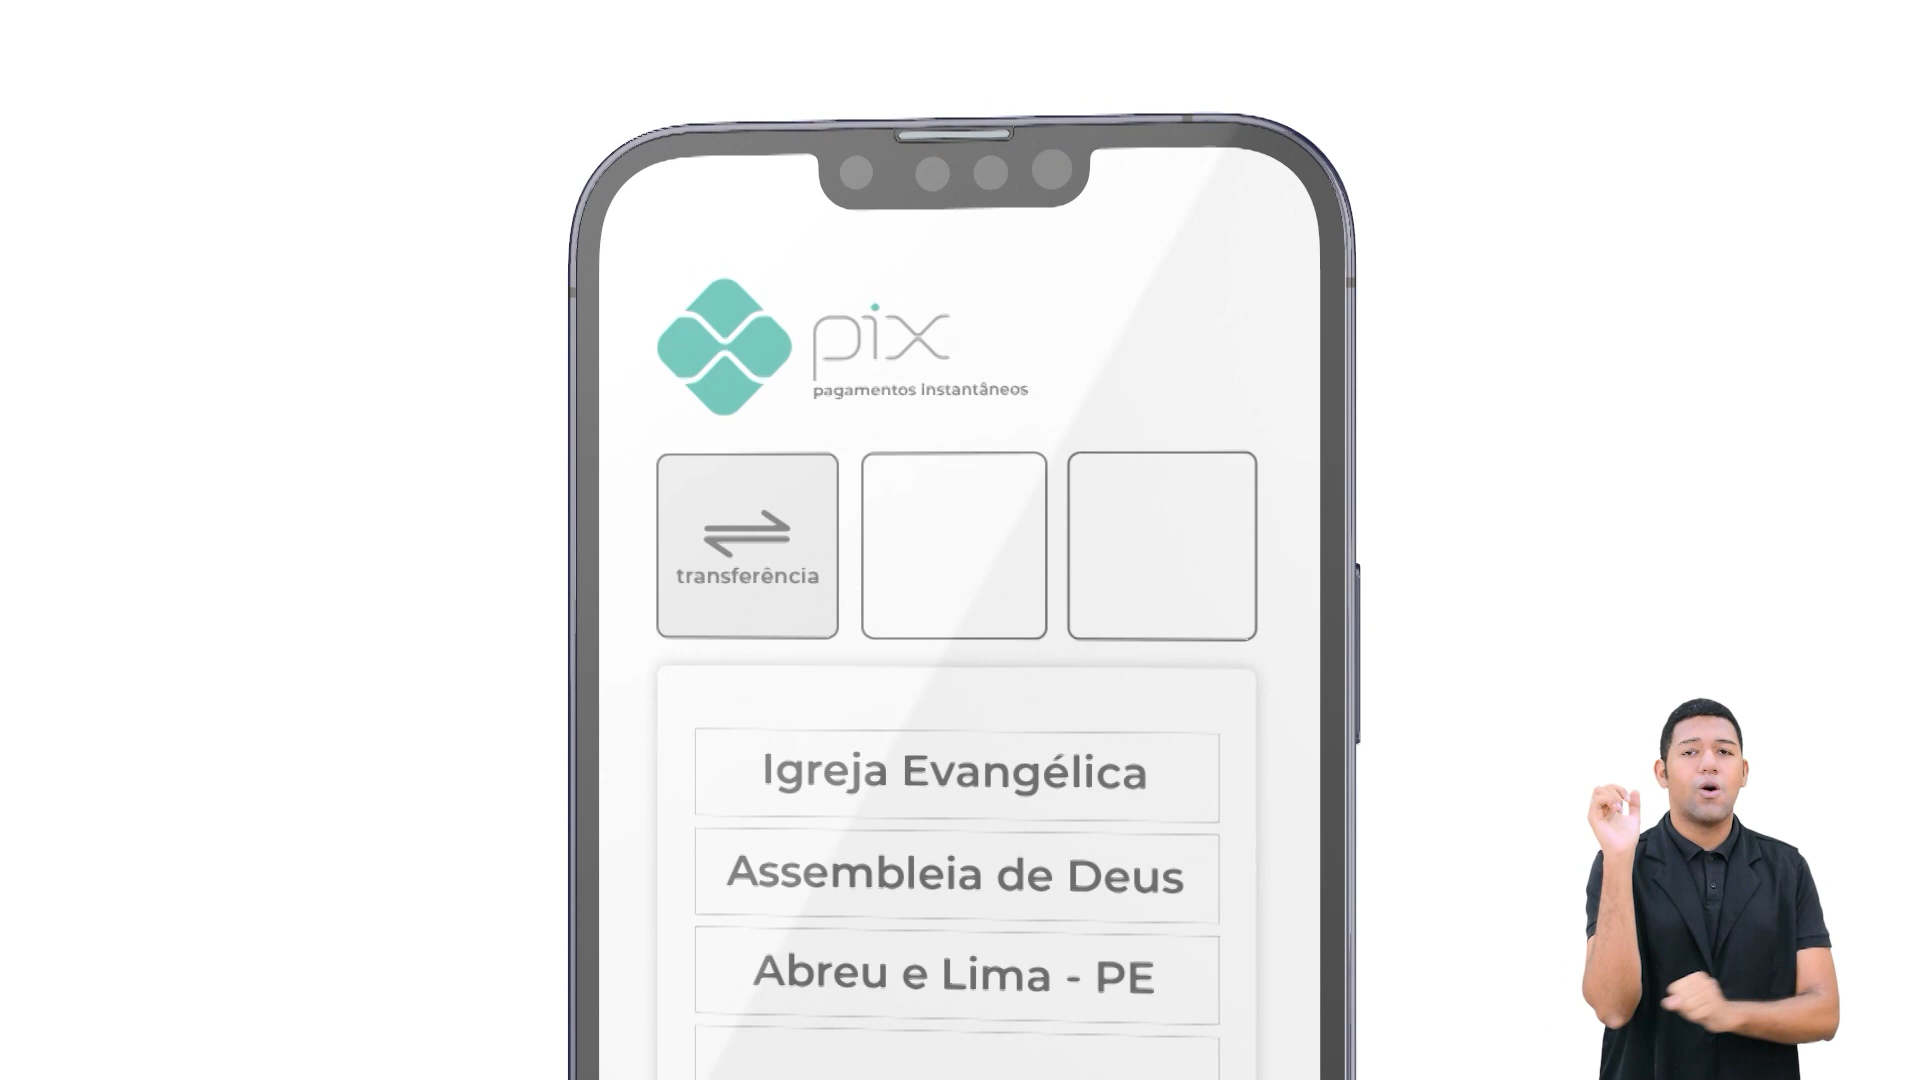 pix
pagamentos instantâneos
transferência
Igreja Evangélica
Assembleia de Deus
Abreu e Lima - PE